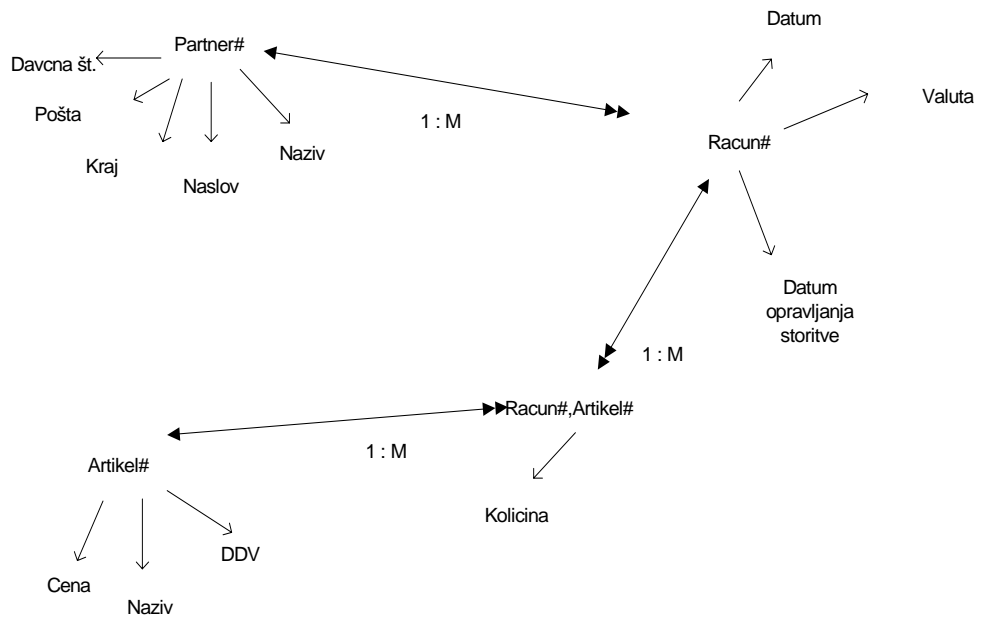 Datum
Partner#
Davcna št.
Valuta
Pošta
1 : M
Racun#
Naziv
Kraj
Naslov
Datum
opravljanja
storitve
1 : M
Racun#,Artikel#
1 : M
Artikel#
Kolicina
DDV
Cena
Naziv